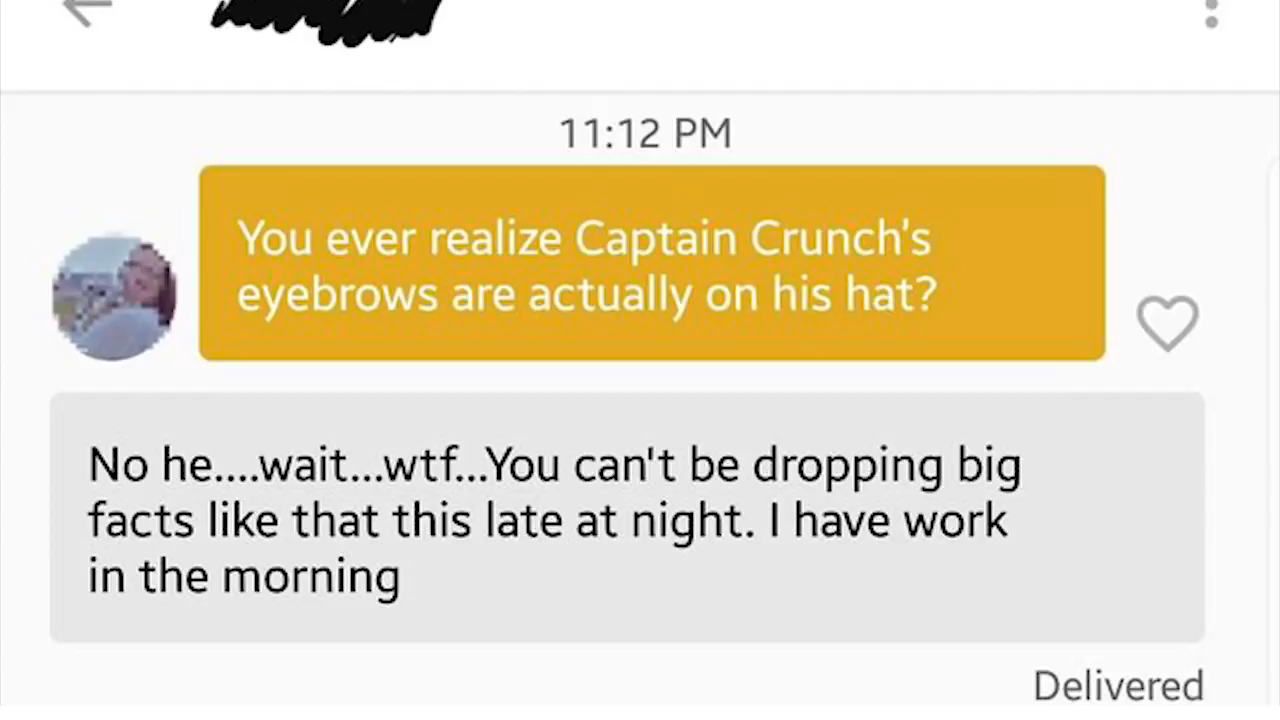 11:12 PM
You ever realize Captain Crunch's
eyebrows are actually on his hat?
No he....wait...wtf...You can't be dropping big
facts like that this late at night. I have work
in the morning
Delivered